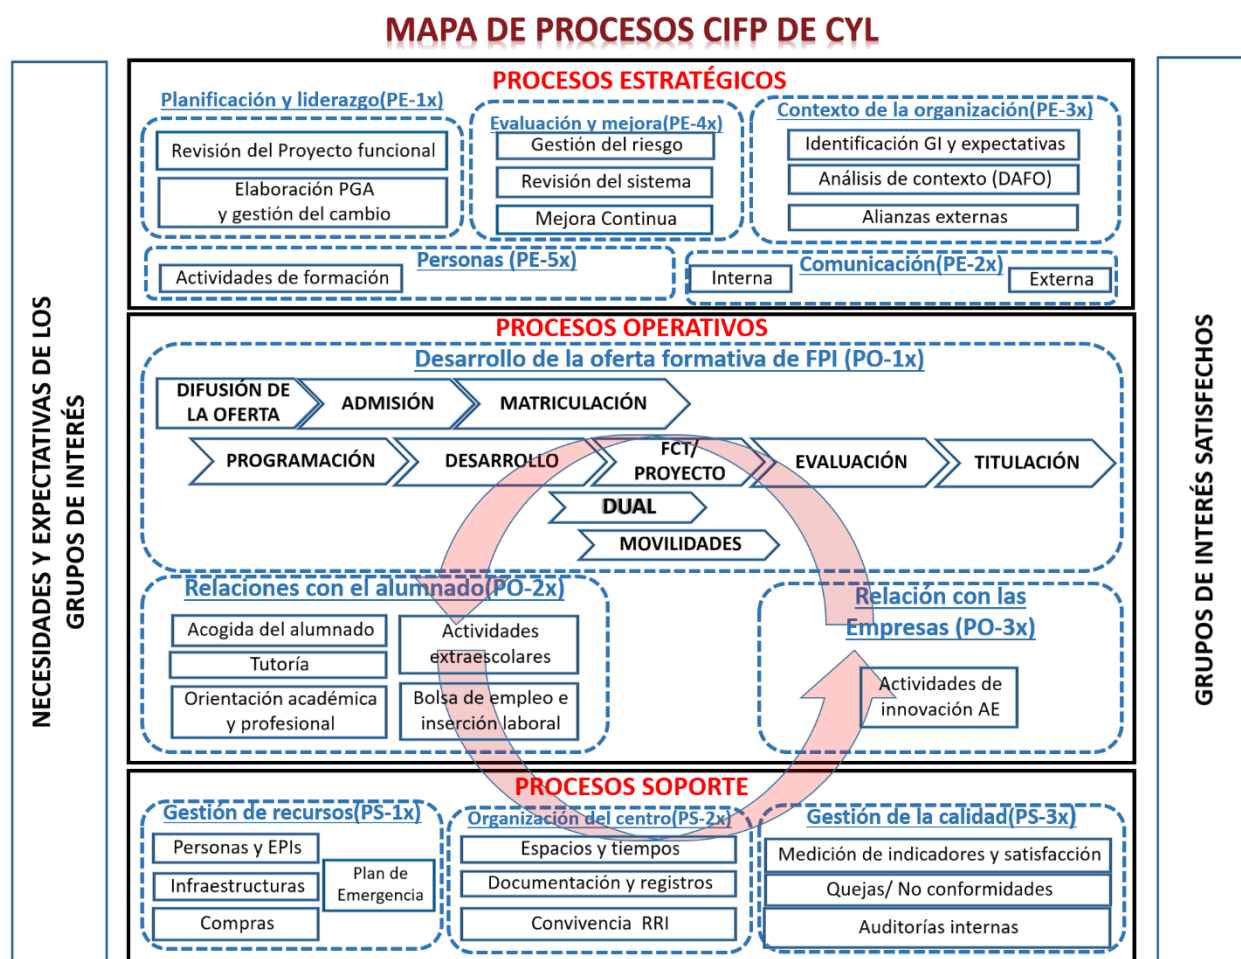 MAPA DE PROCESOS CIFP DE CYL
NECESIDADES Y EXPECTATIVAS DE LOS
GRUPOS DE INTERÉS
PROCESOS ESTRATÉGICOS
Planificación y liderazgo(PE-1x)
Revisión del Proyecto funcional
Elaboración PGA
y gestión del cambio
Evaluación y mejora(PE-4x)
Gestión del riesgo
Revisión del sistema
Mejora Continua
Contexto de la organización(PE-3x)
Identificación GI y expectativas
Análisis de contexto (DAFO)
Alianzas externas
Personas (PE-5x)
Actividades de formación
Comunicación(PE-2x)
Interna
Externa
PROCESOS OPERATIVOS
Desarrollo de la oferta formativa de FPI (PO-1x)
DIFUSIÓN DE
LA OFERTA
ADMISIÓN
MATRICULACIÓN
PROGRAMACIÓN
DESARROLLO
FCT/
PROYECTO
EVALUACIÓN
TITULACIÓN
DUAL
MOVILIDADES
Relaciones con el alumnado(PO-2x)
Acogida del alumnado
Tutoría
Orientación académica
y profesional
Actividades
extraescolares
Bolsa de empleo e
inserción laboral
Relación con las
Empresas (PO-3x)
Actividades de
innovación AE
PROCESOS SOPORTE
Gestión de recursos(PS-1x)
Personas y EPIs
Infraestructuras
Compras
Plan de
Emergencia
Organización del centro(PS-2x)
Espacios y tiempos
Documentación y registros
Convivencia RRI
Gestión de la calidad(PS-3x)
Medición de indicadores y satisfacción
Quejas/ No conformidades
Auditorías internas
GRUPOS DE INTERÉS SATISFECHOS